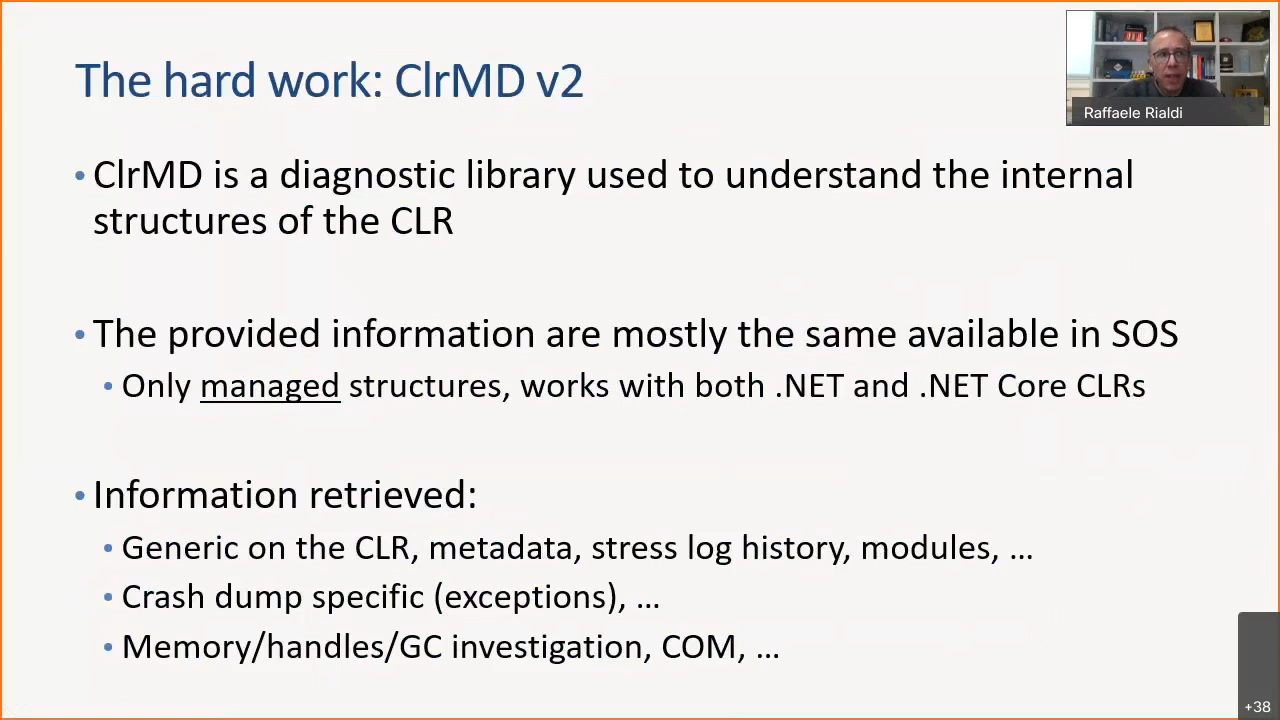 The hard work: ClrMD v2
Raffaele Rialdi
• ClrMD is a diagnostic library used to understand the internal
structures of the CLR
• The provided information are mostly the same available in SOS
• Only managed structures, works with both .NET and .NET Core CLRs
• Information retrieved:
• Generic on the CLR, metadata, stress log history, modules, …
• Crash dump specific (exceptions), …
• Memory/handles/GC investigation, COM, …
+38